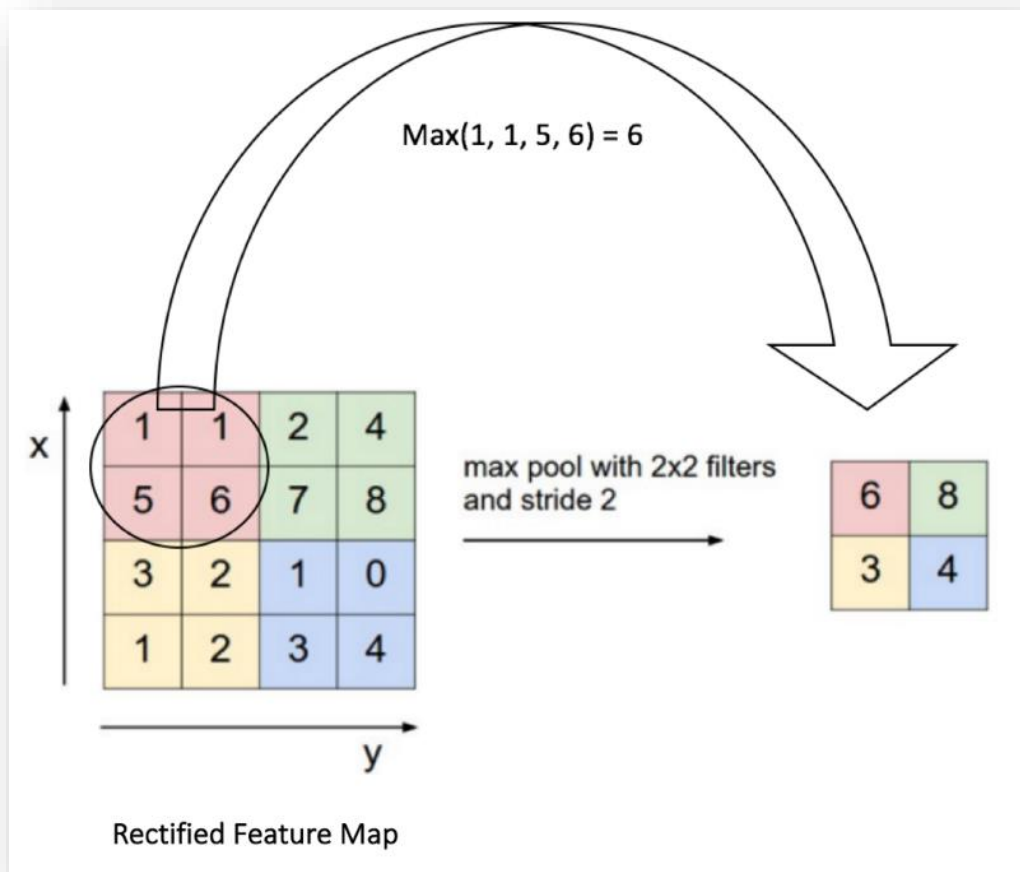 Max(1, 1, 5, 6) = 6
x
1 1 2 4
5 6 7 8
3 2 1 0
1 2 3 4
y
max pool with 2x2 filters
and stride 2
6 8
3 4
Rectified Feature Map